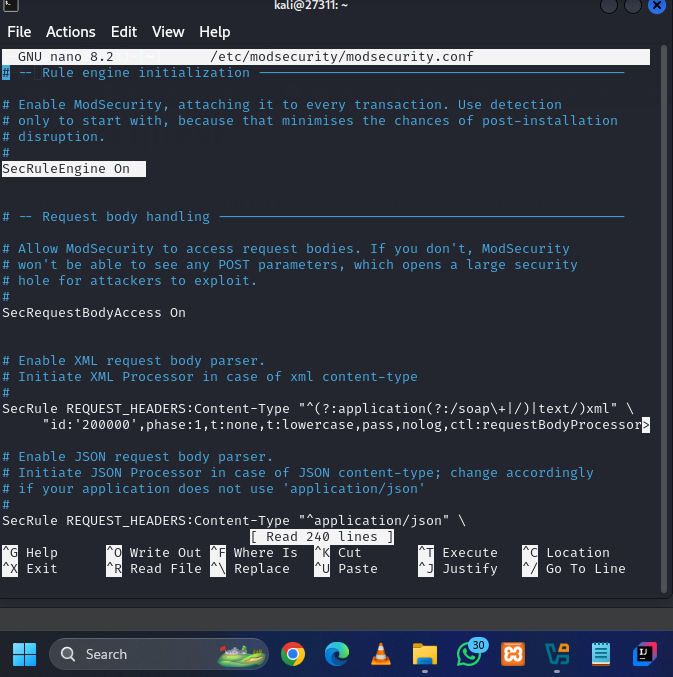 kali@27311: ~
File Actions Edit View Help
GNU nano 8.2 /etc/modsecurity/modsecurity.conf
# -- Rule engine initialization ----------------------------------------------

# Enable ModSecurity, attaching it to every transaction. Use detection
# only to start with, because that minimises the chances of post-installation
# disruption.
#
SecRuleEngine On

# -- Request body handling ---------------------------------------------------

# Allow ModSecurity to access request bodies. If you don't, ModSecurity
# won't be able to see any POST parameters, which opens a large security
# hole for attackers to exploit.
#
SecRequestBodyAccess On

# Enable XML request body parser.
# Initiate XML Processor in case of xml content-type
#
SecRule REQUEST_HEADERS:Content-Type "^(?:application(?:/soap\+|/)|text/)xml" \
"id:'200000',phase:1,t:none,t:lowercase,pass,nolog,ctl:requestBodyProcessor>

# Enable JSON request body parser.
# Initiate JSON Processor in case of JSON content-type; change accordingly
# if your application does not use 'application/json'
#
SecRule REQUEST_HEADERS:Content-Type "^application/json" \
[ Read 240 lines ]
^G Help ^O Write Out ^F Where Is ^K Cut ^T Execute ^C Location
^X Exit ^R Read File ^\ Replace ^U Paste ^J Justify ^/ Go To Line
Search
30
IJ